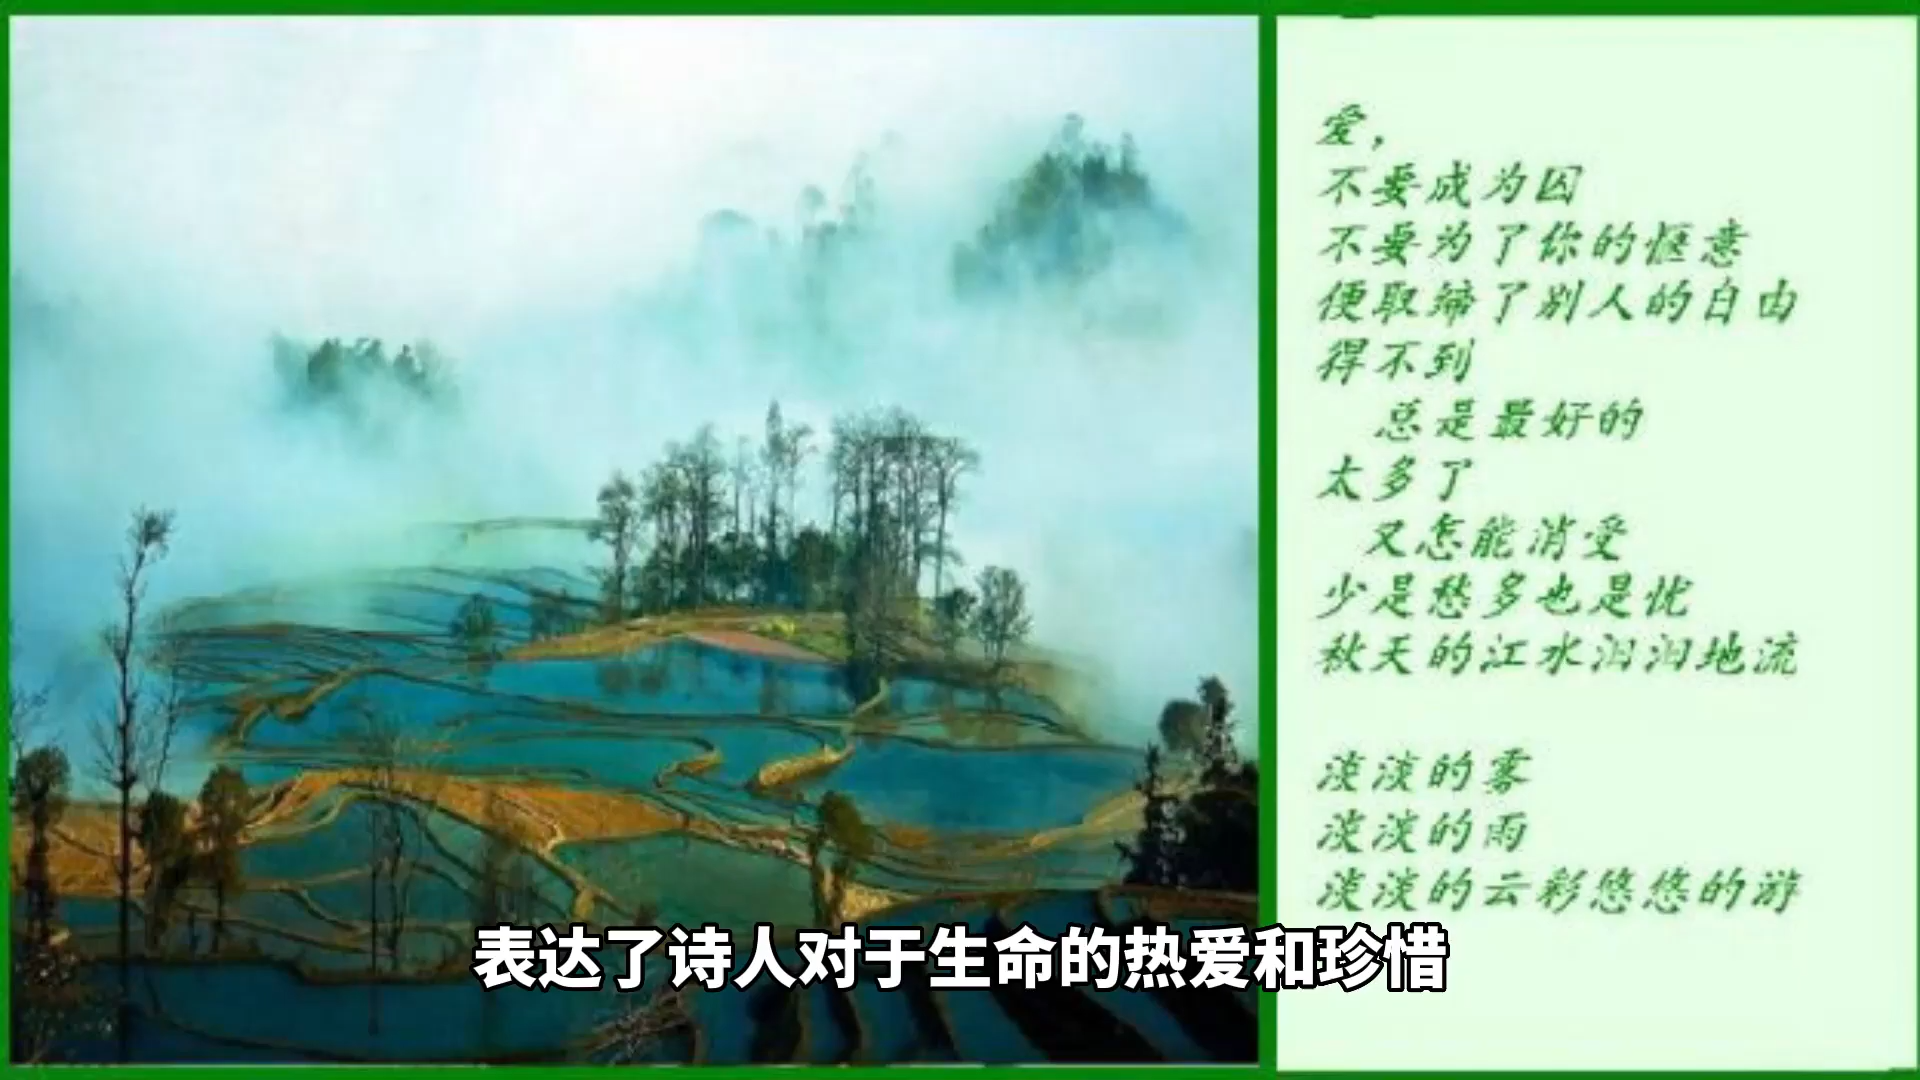 爱，
不要成为囚
不要为了你的惬意
便取缔了别人的自由
得不到
总是最好的
太多了
又怎能消受
少是愁多也是忧
秋天的江水汩汩地流
淡淡的雾
淡淡的雨
淡淡的云彩悠悠的游
表达了诗人对于生命的热爱和珍惜